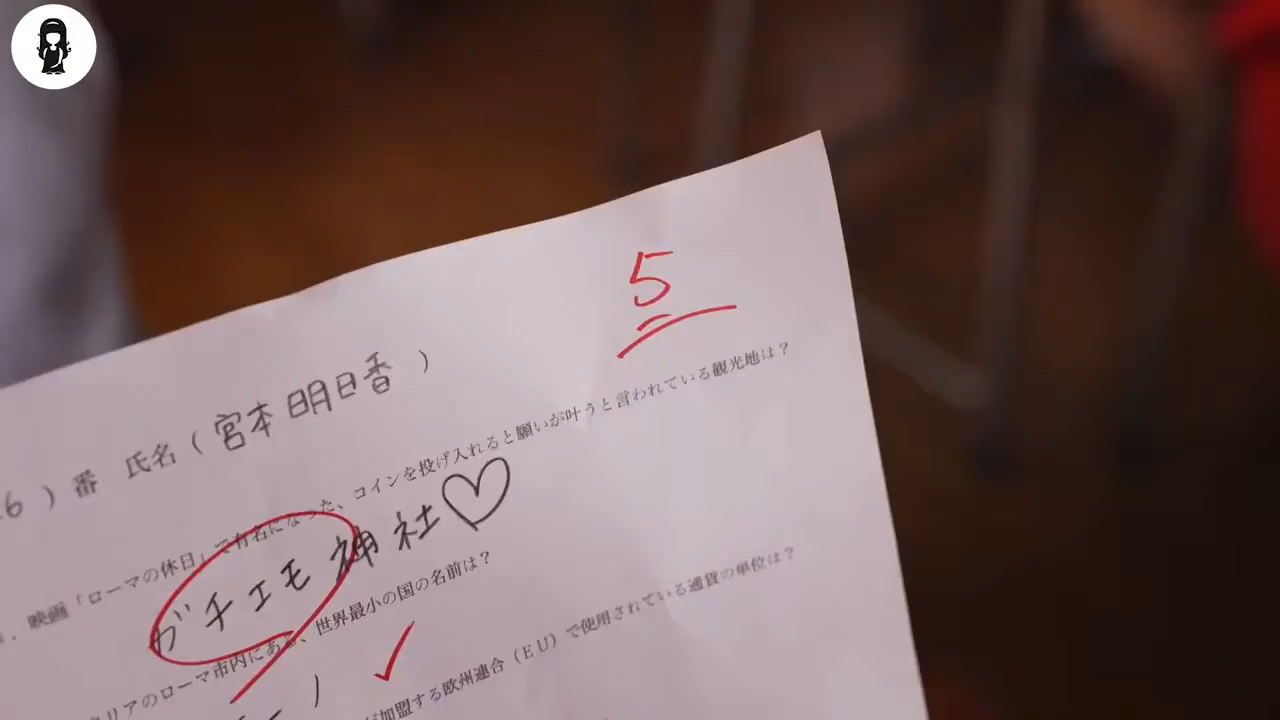 5
6 ) 番 氏名 ( 宮本 明日香 )
映画「ローマの休日」で有名になった、コインを投げ入れると願いが叶うと言われている観光地は？
ガチエモ神社♡
タリアのローマ市内にある、世界最小の国の名前は？
が加盟する欧州連合（ＥＵ）で使用されている通貨の単位は？